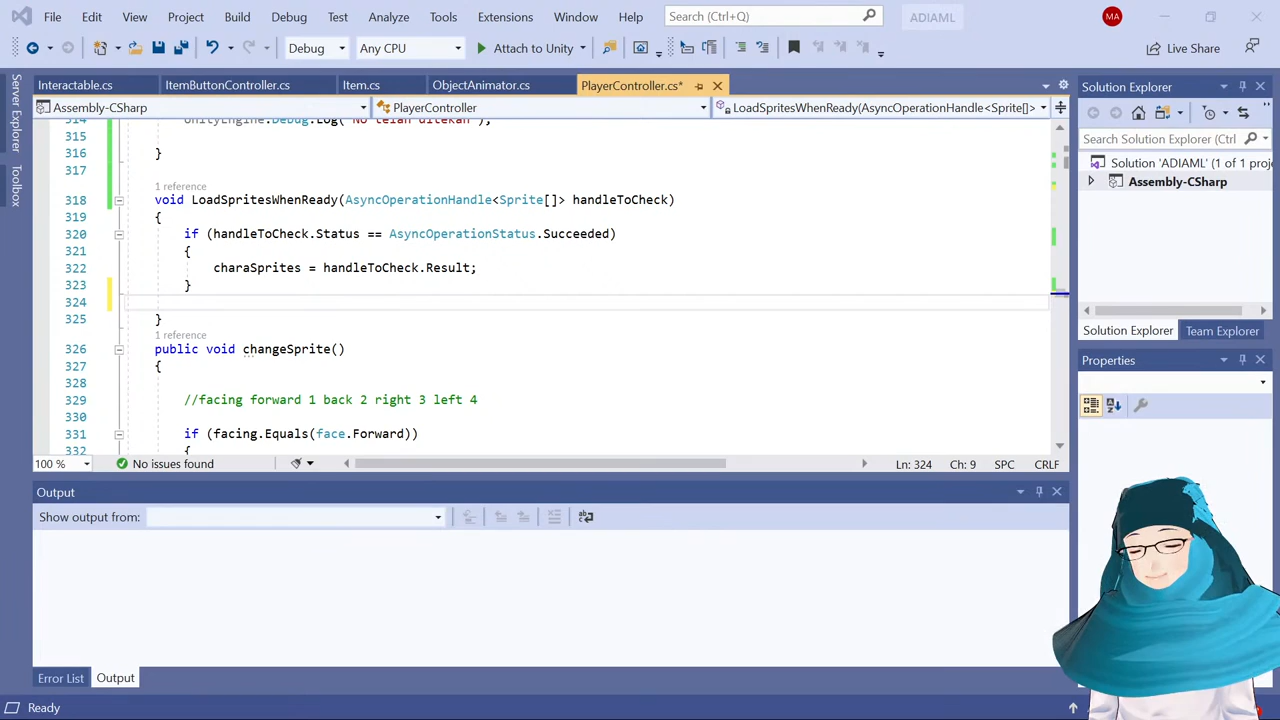 File Edit View Project Build Debug Test Analyze Tools Extensions Window Help Search (Ctrl+Q) ADIAML MA
Debug Any CPU Attach to Unity Live Share
Server Explorer
Toolbox
Interactable.cs ItemButtonController.cs Item.cs ObjectAnimator.cs PlayerController.cs*
Assembly-CSharp PlayerController LoadSpritesWhenReady(AsyncOperationHandle<Sprite[]>
314 UnityEngine.Debug.Log("No telah ditekan");
315
316 }
317
1 reference
318 void LoadSpritesWhenReady(AsyncOperationHandle<Sprite[]> handleToCheck)
319 {
320 if (handleToCheck.Status == AsyncOperationStatus.Succeeded)
321 {
322 charaSprites = handleToCheck.Result;
323 }
324
325 }
1 reference
326 public void changeSprite()
327 {
328
329 //facing forward 1 back 2 right 3 left 4
330
331 if (facing.Equals(face.Forward))
332 {
100 % No issues found Ln: 324 Ch: 9 SPC CRLF
Output
Show output from:
Error List Output
Ready
Solution Explorer
Search Solution Explorer (Ctrl
Solution 'ADIAML' (1 of 1 proje
Assembly-CSharp
Solution Explorer Team Explorer
Properties